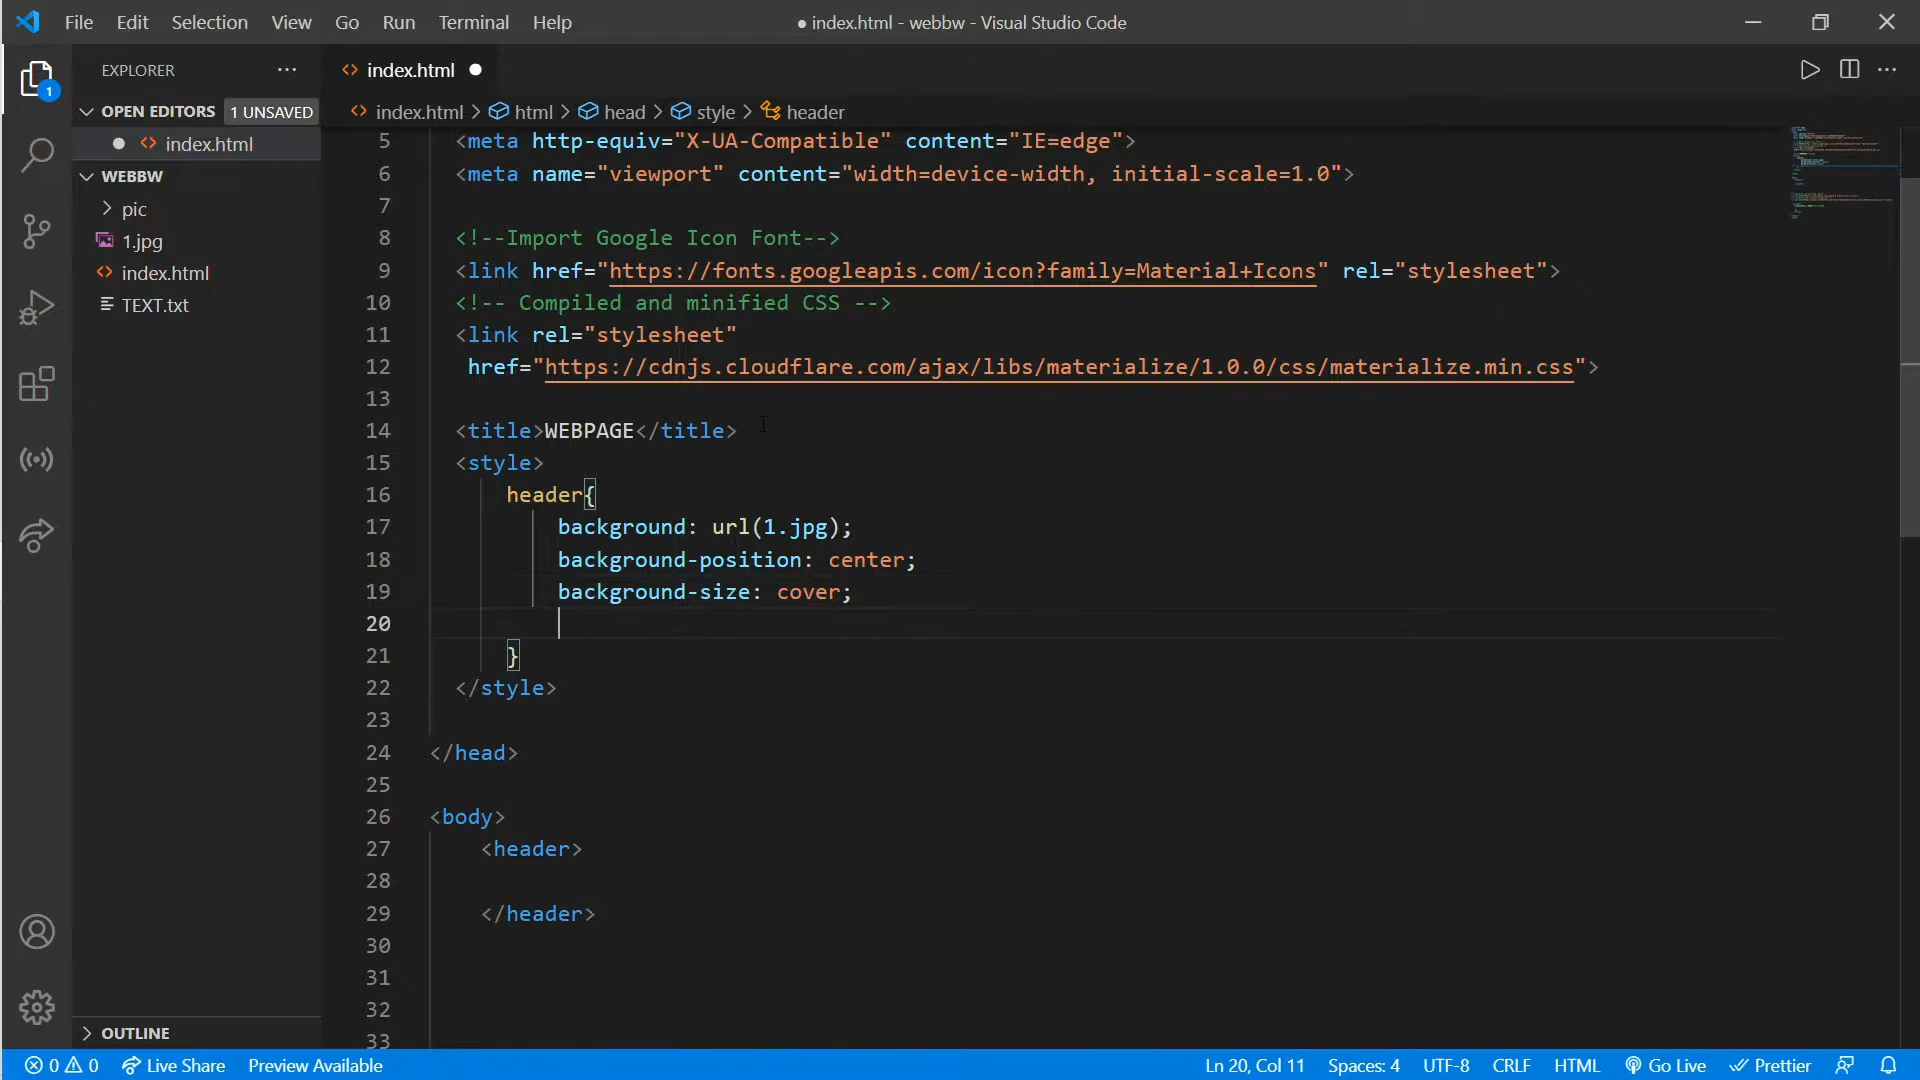 File Edit Selection View Go Run Terminal Help
● index.html - webbw - Visual Studio Code
EXPLORER
OPEN EDITORS 1 UNSAVED
index.html
WEBBW
pic
1.jpg
index.html
TEXT.txt
OUTLINE
1
index.html
index.html > html > head > style > header
5 <meta http-equiv="X-UA-Compatible" content="IE=edge">
6 <meta name="viewport" content="width=device-width, initial-scale=1.0">
7
8 <!--Import Google Icon Font-->
9 <link href="https://fonts.googleapis.com/icon?family=Material+Icons" rel="stylesheet">
10 <!-- Compiled and minified CSS -->
11 <link rel="stylesheet"
12 href="https://cdnjs.cloudflare.com/ajax/libs/materialize/1.0.0/css/materialize.min.css">
13
14 <title>WEBPAGE</title>
15 <style>
16 header{
17 background: url(1.jpg);
18 background-position: center;
19 background-size: cover;
20
21 }
22 </style>
23
24 </head>
25
26 <body>
27 <header>
28
29 </header>
30
31
32
33
0 0 Live Share Preview Available Ln 20, Col 11 Spaces: 4 UTF-8 CRLF HTML Go Live Prettier